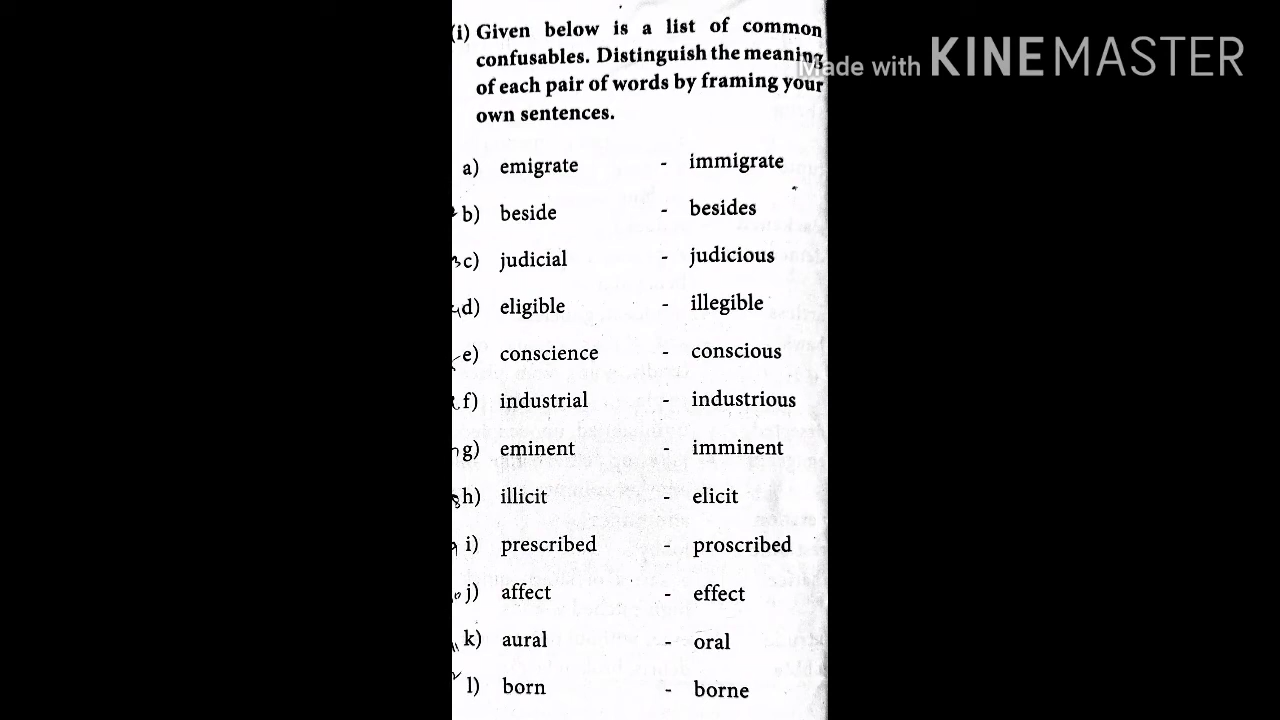 (i) Given below is a list of common
confusables. Distinguish the meaning
of each pair of words by framing your
own sentences.
Made with KINEMASTER
a) emigrate - immigrate
b) beside - besides
c) judicial - judicious
d) eligible - illegible
e) conscience - conscious
f) industrial - industrious
g) eminent - imminent
h) illicit - elicit
i) prescribed - proscribed
j) affect - effect
k) aural - oral
l) born - borne